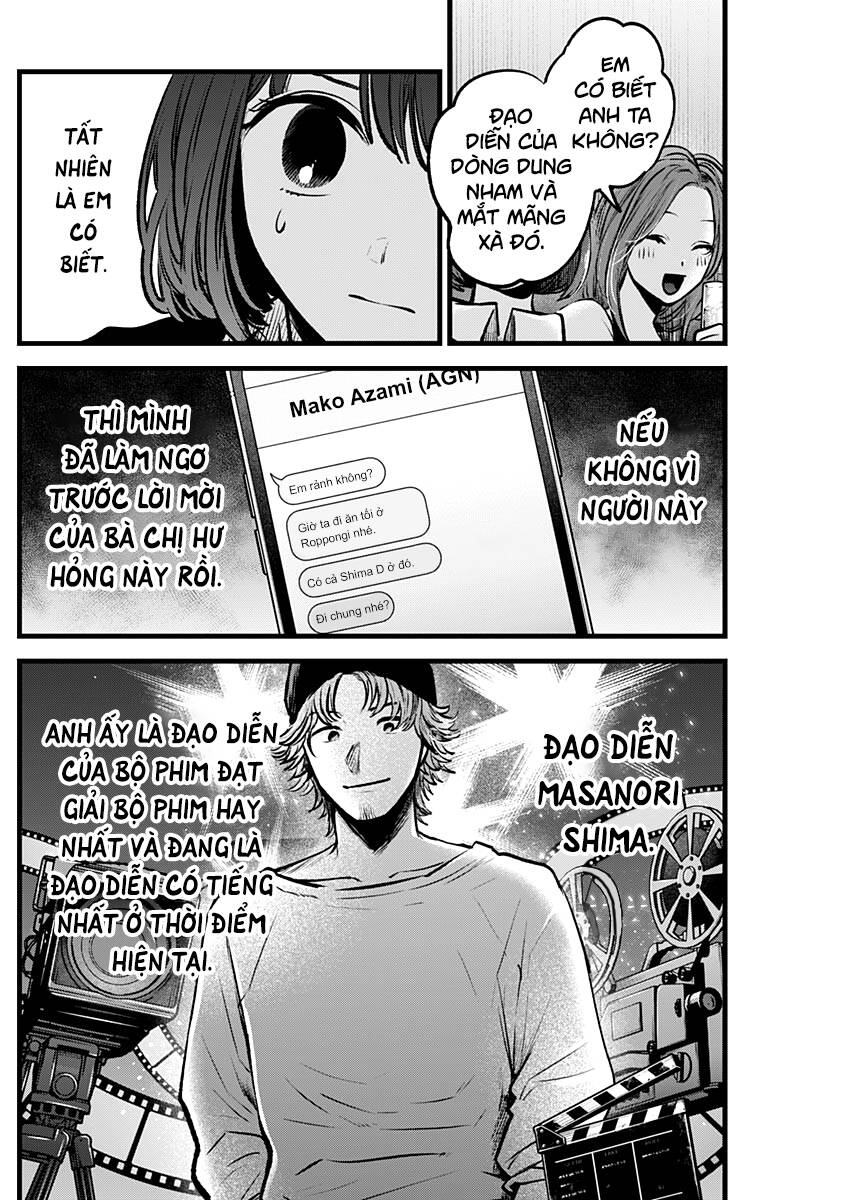 EM
CÓ BIẾT
ANH TA
KHÔNG?
ĐẠO
DIỄN CỦA
DÒNG DUNG
NHAM VÀ
MẮT MÃNG
XÀ ĐÓ.
TẤT
NHIÊN
LÀ EM
CÓ
BIẾT.
NẾU
KHÔNG VÌ
NGƯỜI NÀY
Mako Azami (AGN)
Em rảnh không?
Giờ ta đi ăn tối ở
Roppongi nhé.
Có cả Shima D ở đó.
Đi chung nhé?
THÌ MÌNH
ĐÃ LÀM NGƠ
TRƯỚC LỜI MỜI
CỦA BÀ CHỊ HƯ
HỎNG NÀY RỒI.
ĐẠO DIỄN
MASANORI
SHIMA.
ANH ẤY LÀ ĐẠO DIỄN
CỦA BỘ PHIM ĐẠT
GIẢI BỘ PHIM HAY
NHẤT VÀ ĐANG LÀ
ĐẠO DIỄN CÓ TIẾNG
NHẤT Ở THỜI ĐIỂM
HIỆN TẠI.